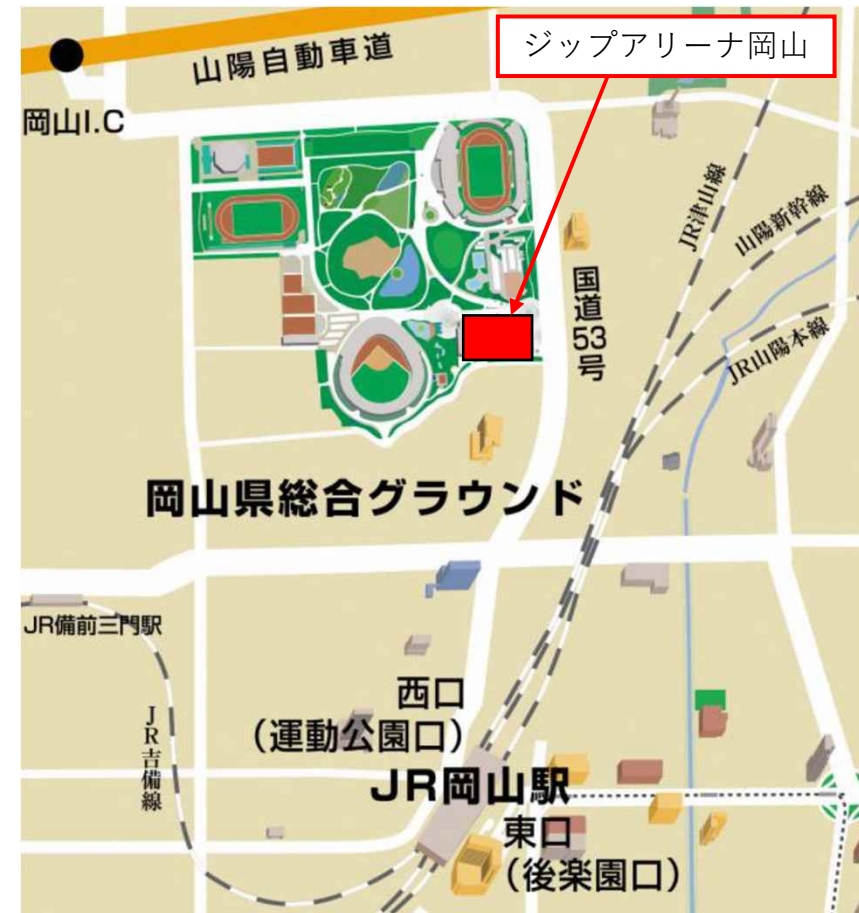 ジップアリーナ岡山
山陽自動車道
岡山I.C
JR津山線
山陽新幹線
国道53号
JR山陽本線
岡山県総合グラウンド
JR備前三門駅
西口
（運動公園口）
JR吉備線
JR岡山駅
東口
（後楽園口）